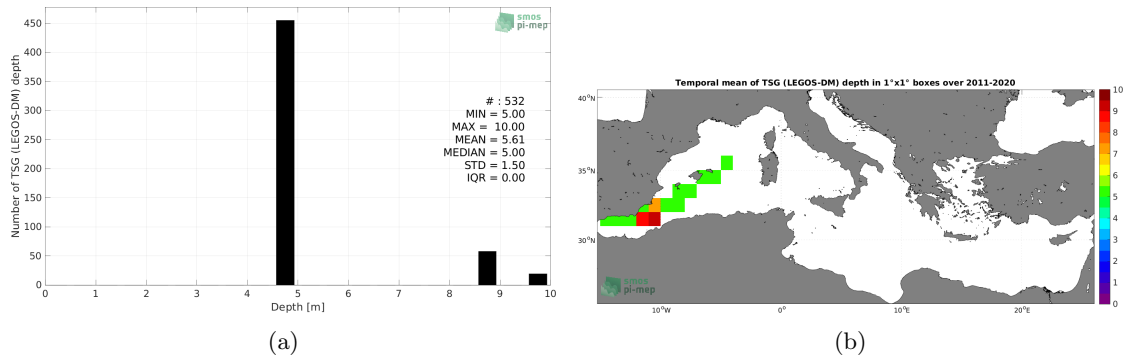 450
400
350
300
250
200
150
100
50
0
Number of TSG (LEGOS-DM) depth
smos
pi-mep
# : 532
MIN = 5.00
MAX = 10.00
MEAN = 5.61
MEDIAN = 5.00
STD = 1.50
IQR = 0.00
0 1 2 3 4 5 6 7 8 9 10
Depth [m]
(a)
Temporal mean of TSG (LEGOS-DM) depth in 1°x1° boxes over 2011-2020
40°N
35°N
30°N
10°W
0°
10°E
20°E
smos
pi-mep
10
9
8
7
6
5
4
3
2
1
0
(b)